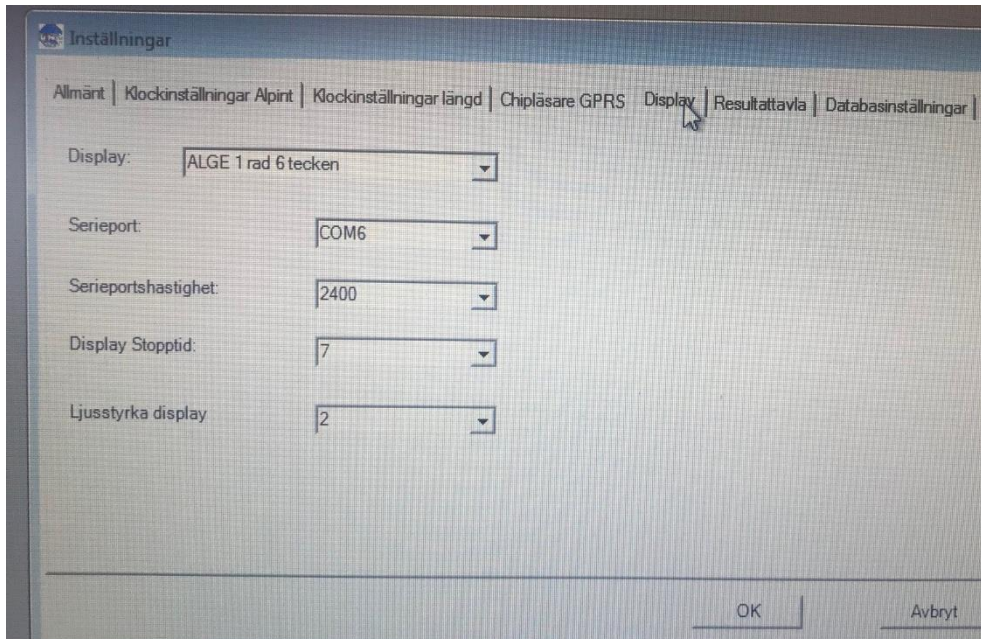 Inställningar
Allmänt Klockinställningar Alpint Klockinställningar längd Chipläsare GPRS Display Resultattavla Databasinställningar
Display: ALGE 1 rad 6 tecken
Serieport: COM6
Serieportshastighet: 2400
Display Stopptid: 7
Ljusstyrka display 2
OK Avbryt